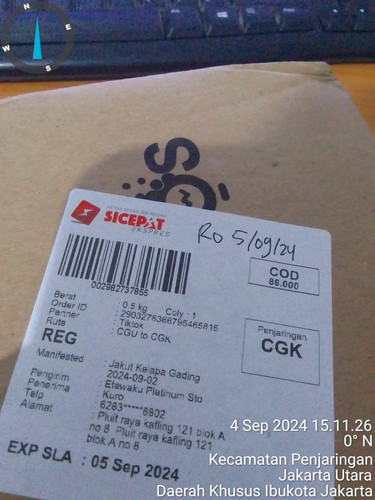 N
E
S
W
SICEPAT
EKSPRES
RO 5/09/24
002982737855
COD
86.000
Berat : 0.5 kg Coly : 1
Order ID : 290327836679546581
Partner : Tiktok
Rute : CGU to CGK
REG
Penjaringan
CGK
Manifested : Jakut Kelapa Gading
2024-09-02
Pengirim : Etawaku Platinum Sto
Penerima : Kuro
Telp : 6283*****6802
Alamat : Pluit raya kafling 121 blok A
no 8 Pluit raya kafling 121
blok A no 8
EXP SLA : 05 Sep 2024
4 Sep 2024 15.11.26
0° N
Kecamatan Penjaringan
Jakarta Utara
Daerah Khusus Ibukota Jakarta